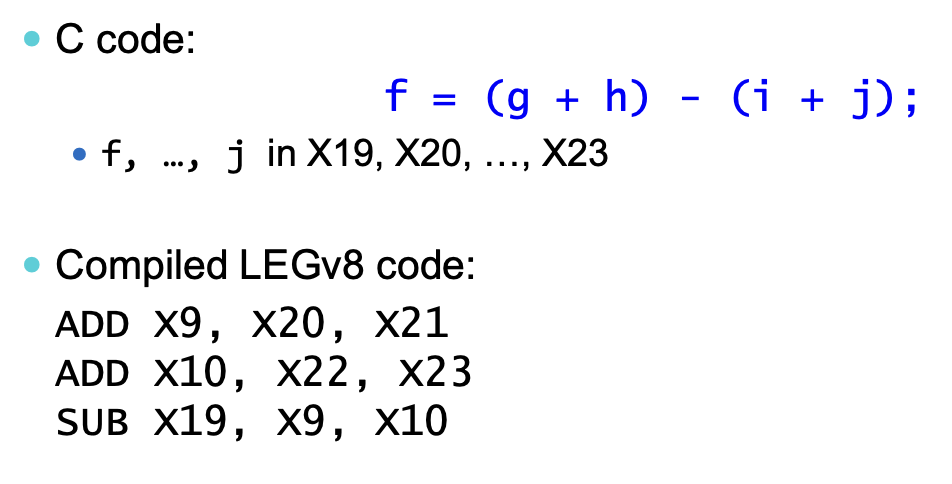 • C code:
f = (g + h) - (i + j);
• f, …, j in X19, X20, …, X23
• Compiled LEGv8 code:
ADD X9, X20, X21
ADD X10, X22, X23
SUB X19, X9, X10